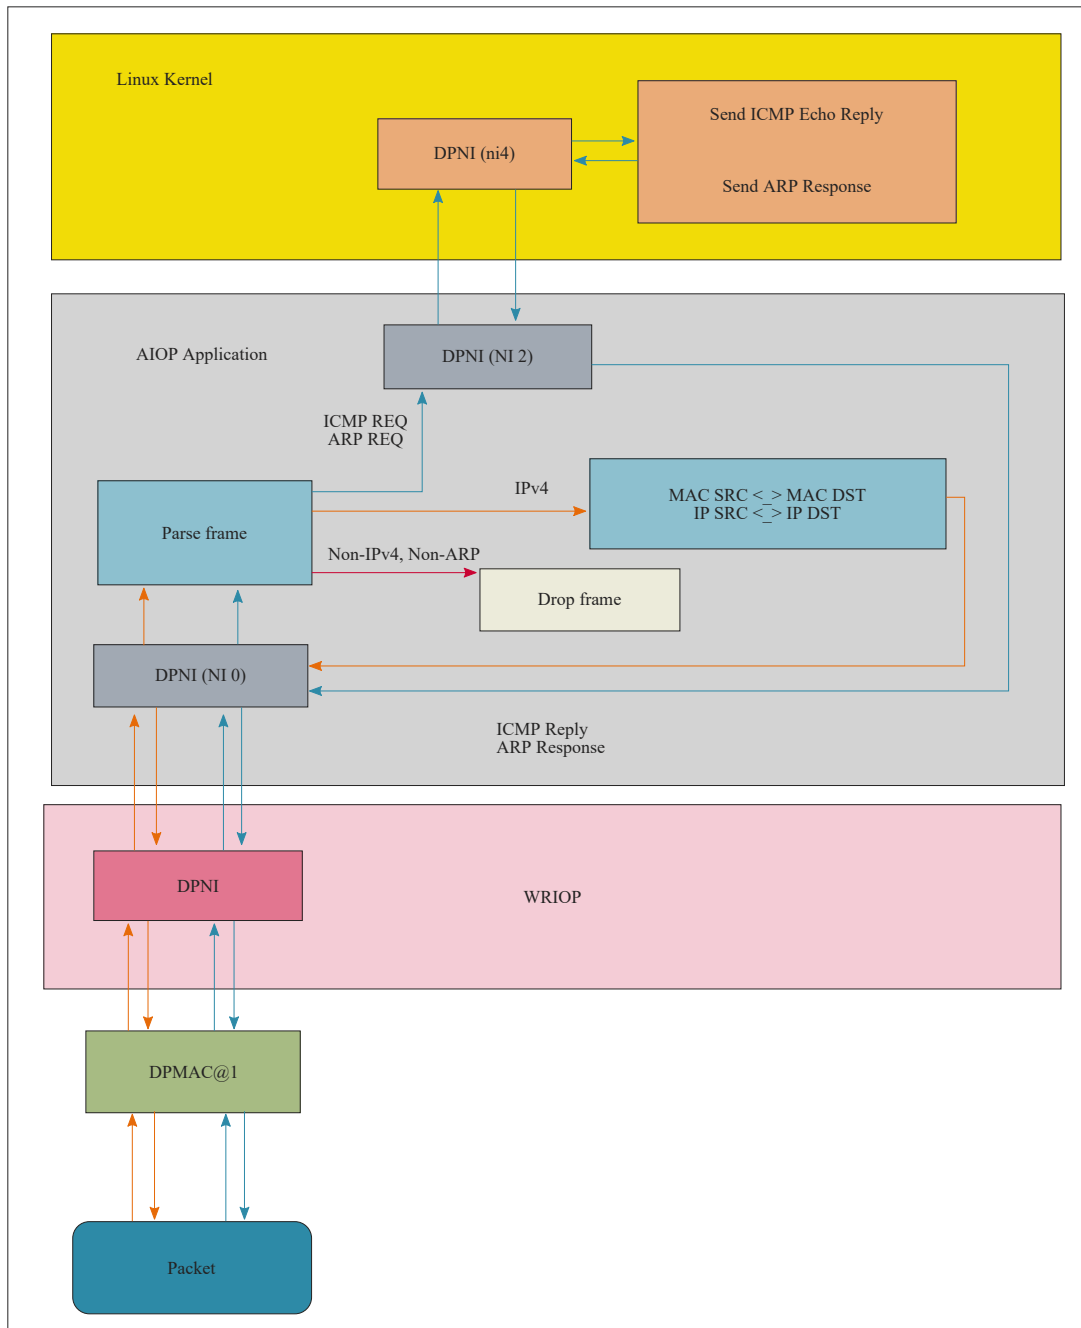 Linux Kernel
Send ICMP Echo Reply
DPNI (ni4)
Send ARP Response
AIOP Application
DPNI (NI 2)
ICMP REQ
ARP REQ
IPv4
MAC SRC <_> MAC DST
IP SRC <_> IP DST
Parse frame
Non-IPv4, Non-ARP
Drop frame
DPNI (NI 0)
ICMP Reply
ARP Response
DPNI
WRIOP
DPMAC@1
Packet